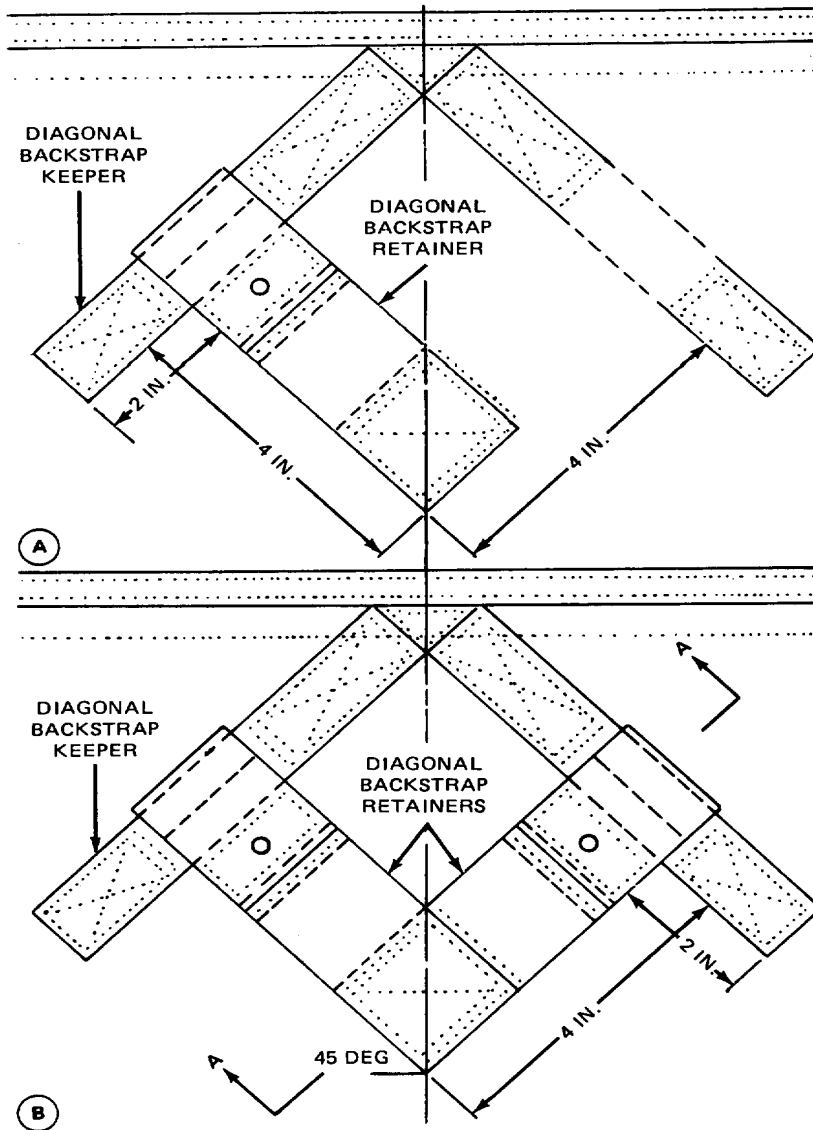 DIAGONAL
BACKSTRAP
KEEPER
DIAGONAL
BACKSTRAP
RETAINER
2 IN.
4 IN.
4 IN.
A
DIAGONAL
BACKSTRAP
KEEPER
DIAGONAL
BACKSTRAP
RETAINERS
A
2 IN.
4 IN.
45 DEG
A
B